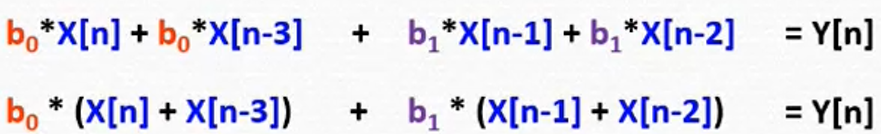 b₀*X[n] + b₀*X[n-3] + b₁*X[n-1] + b₁*X[n-2] = Y[n]
b₀ * (X[n] + X[n-3]) + b₁ * (X[n-1] + X[n-2]) = Y[n]